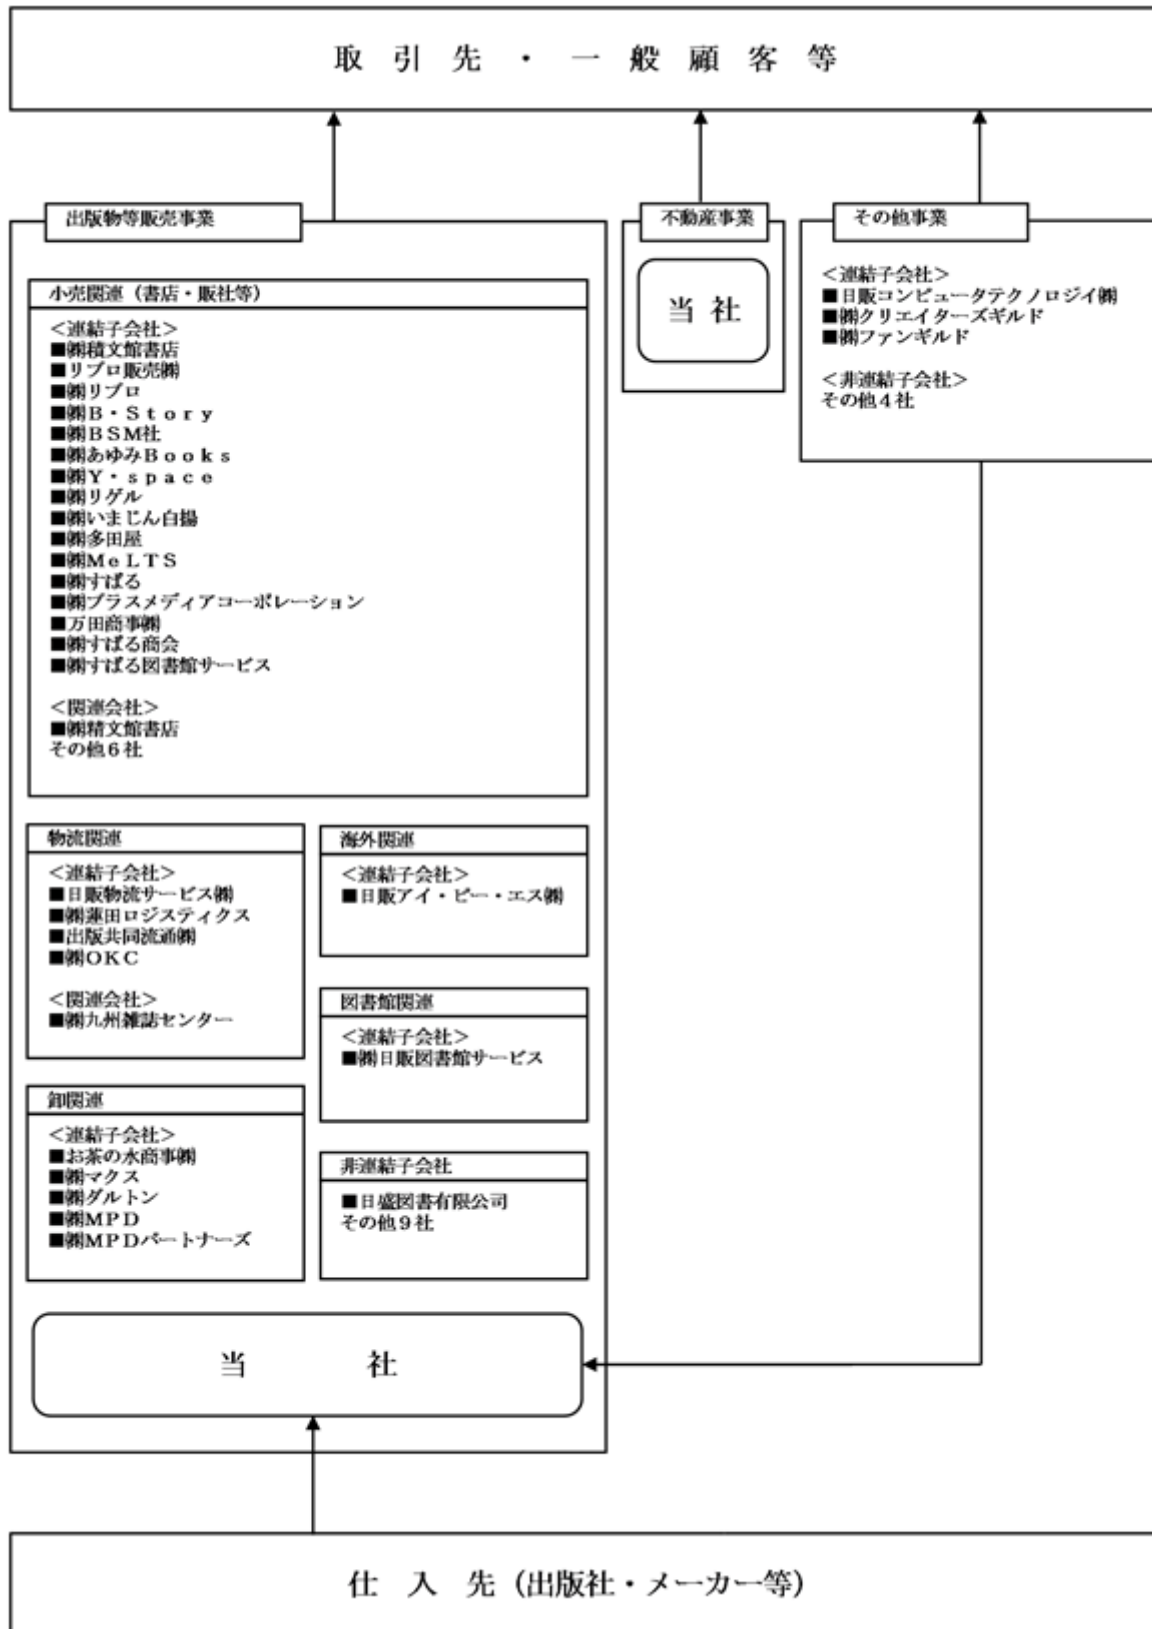 取引先・一般顧客等
出版物等販売事業
小売関連（書店・販社等）
＜連結子会社＞
■㈱積文館書店
■リブロ販売㈱
■㈱リブロ
■㈱Ｂ・Ｓｔｏｒｙ
■㈱ＢＳＭ社
■㈱あゆみＢｏｏｋｓ
■㈱Ｙ・ｓｐａｃｅ
■㈱リゲル
■㈱いまじん白揚
■㈱多田屋
■㈱ＭｅＬＴＳ
■㈱すばる
■㈱プラスメディアコーポレーション
■万田商事㈱
■㈱すばる商会
■㈱すばる図書館サービス
＜関連会社＞
■㈱精文館書店
その他６社
物流関連
＜連結子会社＞
■日販物流サービス㈱
■㈱蓮田ロジスティクス
■出版共同流通㈱
■㈱ＯＫＣ
＜関連会社＞
■㈱九州雑誌センター
卸関連
＜連結子会社＞
■お茶の水商事㈱
■㈱マクス
■㈱ダルトン
■㈱ＭＰＤ
■㈱ＭＰＤパートナーズ
海外関連
＜連結子会社＞
■日販アイ・ピー・エス㈱
図書館関連
＜連結子会社＞
■㈱日販図書館サービス
非連結子会社
■日盛図書有限公司
その他９社
当社
不動産事業
当社
その他事業
＜連結子会社＞
■日販コンピュータテクノロジイ㈱
■㈱クリエイターズギルド
■㈱ファンギルド
＜非連結子会社＞
その他４社
仕入先（出版社・メーカー等）